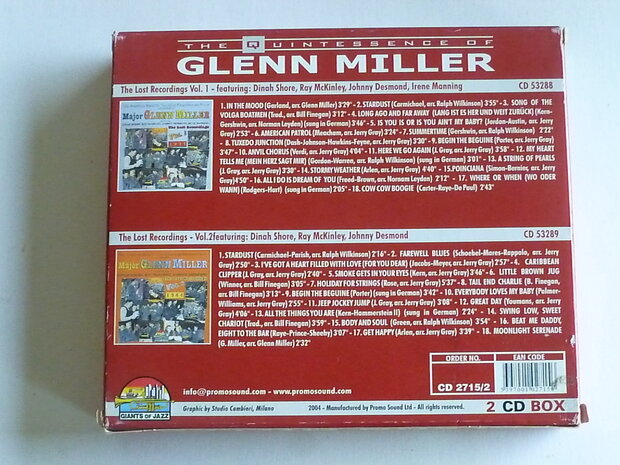 THE QUINTESSENCE OF
GLENN MILLER
The Lost Recordings Vol. 1 - featuring: Dinah Shore, Ray McKinley, Johnny Desmond, Irene Manning CD 53288
Major GLENN MILLER
The Lost Recordings
1. IN THE MOOD (Garland, arr. Glenn Miller) 3'29" - 2. STARDUST (Carmichael, arr. Ralph Wilkinson) 3'55" - 3. SONG OF THE
VOLGA BOATMEN (Trad., arr. Bill Finegan) 3'12" - 4. LONG AGO AND FAR AWAY (LANG IST ES HER UND WEIT ZURÜCK) (Kern-
Gershwin, arr. Norman Leyden) (sung in German) 3'46" - 5. IS YOU IS OR IS YOU AIN'T MY BABY? (Jordan-Austin, arr. Jerry
Gray) 2'53" - 6. AMERICAN PATROL (Meacham, arr. Jerry Gray) 3'24" - 7. SUMMERTIME (Gershwin, arr. Ralph Wilkinson) 2'22"
- 8. TUXEDO JUNCTION (Dash-Johnson-Hawkins-Feyne, arr. Jerry Gray) 3'30" - 9. BEGIN THE BEGUINE (Porter, arr. Jerry Gray)
3'47" - 10. ANVIL CHORUS (Verdi, arr. Jerry Gray) 4'04" - 11. HERE WE GO AGAIN (J. Gray, arr. Jerry Gray) 3'58" - 12. MY HEART
TELLS ME (MEIN HERZ SAGT MIR) (Gordon-Warren, arr. Ralph Wilkinson) (sung in German) 3'01" - 13. A STRING OF PEARLS
(J. Gray, arr. Jerry Gray) 3'30" - 14. STORMY WEATHER (Arlen, arr. Jerry Gray) 4'40" - 15. POINCIANA (Simon-Bernier, arr. Jerry
Gray) 4'50" - 16. ALL I DO IS DREAM OF YOU (Freed-Brown, arr. Norman Leyden) 2'12" - 17. WHERE OR WHEN (WO ODER
WANN) (Rodgers-Hart) (sung in German) 2'05" - 18. COW COW BOOGIE (Carter-Raye-De Paul) 2'43"
The Lost Recordings - Vol.2featuring: Dinah Shore, Ray McKinley, Johnny Desmond CD 53289
Major GLENN MILLER
1944
1. STARDUST (Carmichael-Parish, arr. Ralph Wilkinson) 2'16" - 2. FAREWELL BLUES (Schoebel-Mares-Roppolo, arr. Jerry
Gray) 2'50" - 3. I'VE GOT A HEART FILLED WITH LOVE (FOR YOU DEAR) (Jacobs-Meyer, arr. Jerry Gray) 2'57" - 4. CARIBBEAN
CLIPPER (J. Gray, arr. Jerry Gray) 2'40" - 5. SMOKE GETS IN YOUR EYES (Kern, arr. Jerry Gray) 3'46" - 6. LITTLE BROWN JUG
(Winner, arr. Bill Finegan) 3'05" - 7. HOLIDAY FOR STRINGS (Rose, arr. Jerry Gray) 5'37" - 8. TAIL END CHARLIE (B. Finegan,
arr. Bill Finegan) 3'13" - 9. BEGIN THE BEGUINE (Porter) (sung in German) 3'42" - 10. EVERYBODY LOVES MY BABY (Palmer-
Williams, arr. Jerry Gray) 2'55" - 11. JEEP JOCKEY JUMP (J. Gray, arr. Jerry Gray) 3'08" - 12. GREAT DAY (Youmans, arr. Jerry
Gray) 4'06" - 13. ALL THE THINGS YOU ARE (Kern-Hammerstein II) (sung in German) 2'24" - 14. SWING LOW, SWEET
CHARIOT (Trad., arr. Bill Finegan) 3'59" - 15. BODY AND SOUL (Green, arr. Ralph Wilkinson) 3'54" - 16. BEAT ME DADDY,
EIGHT TO THE BAR (Raye-Prince-Sheeby) 3'07" - 17. GET HAPPY (Arlen, arr. Jerry Gray) 3'39" - 18. MOONLIGHT SERENADE
(G. Miller, arr. Glenn Miller) 2'32"
ORDER NO. EAN CODE
CD 2715/2
GIANTS OF JAZZ
info@promosound.com - www.promosound.com
Graphic by Studio Cambieri, Milano 2004 - Manufactured by Promo Sound Ltd - All rights reserved.
2 CD BOX